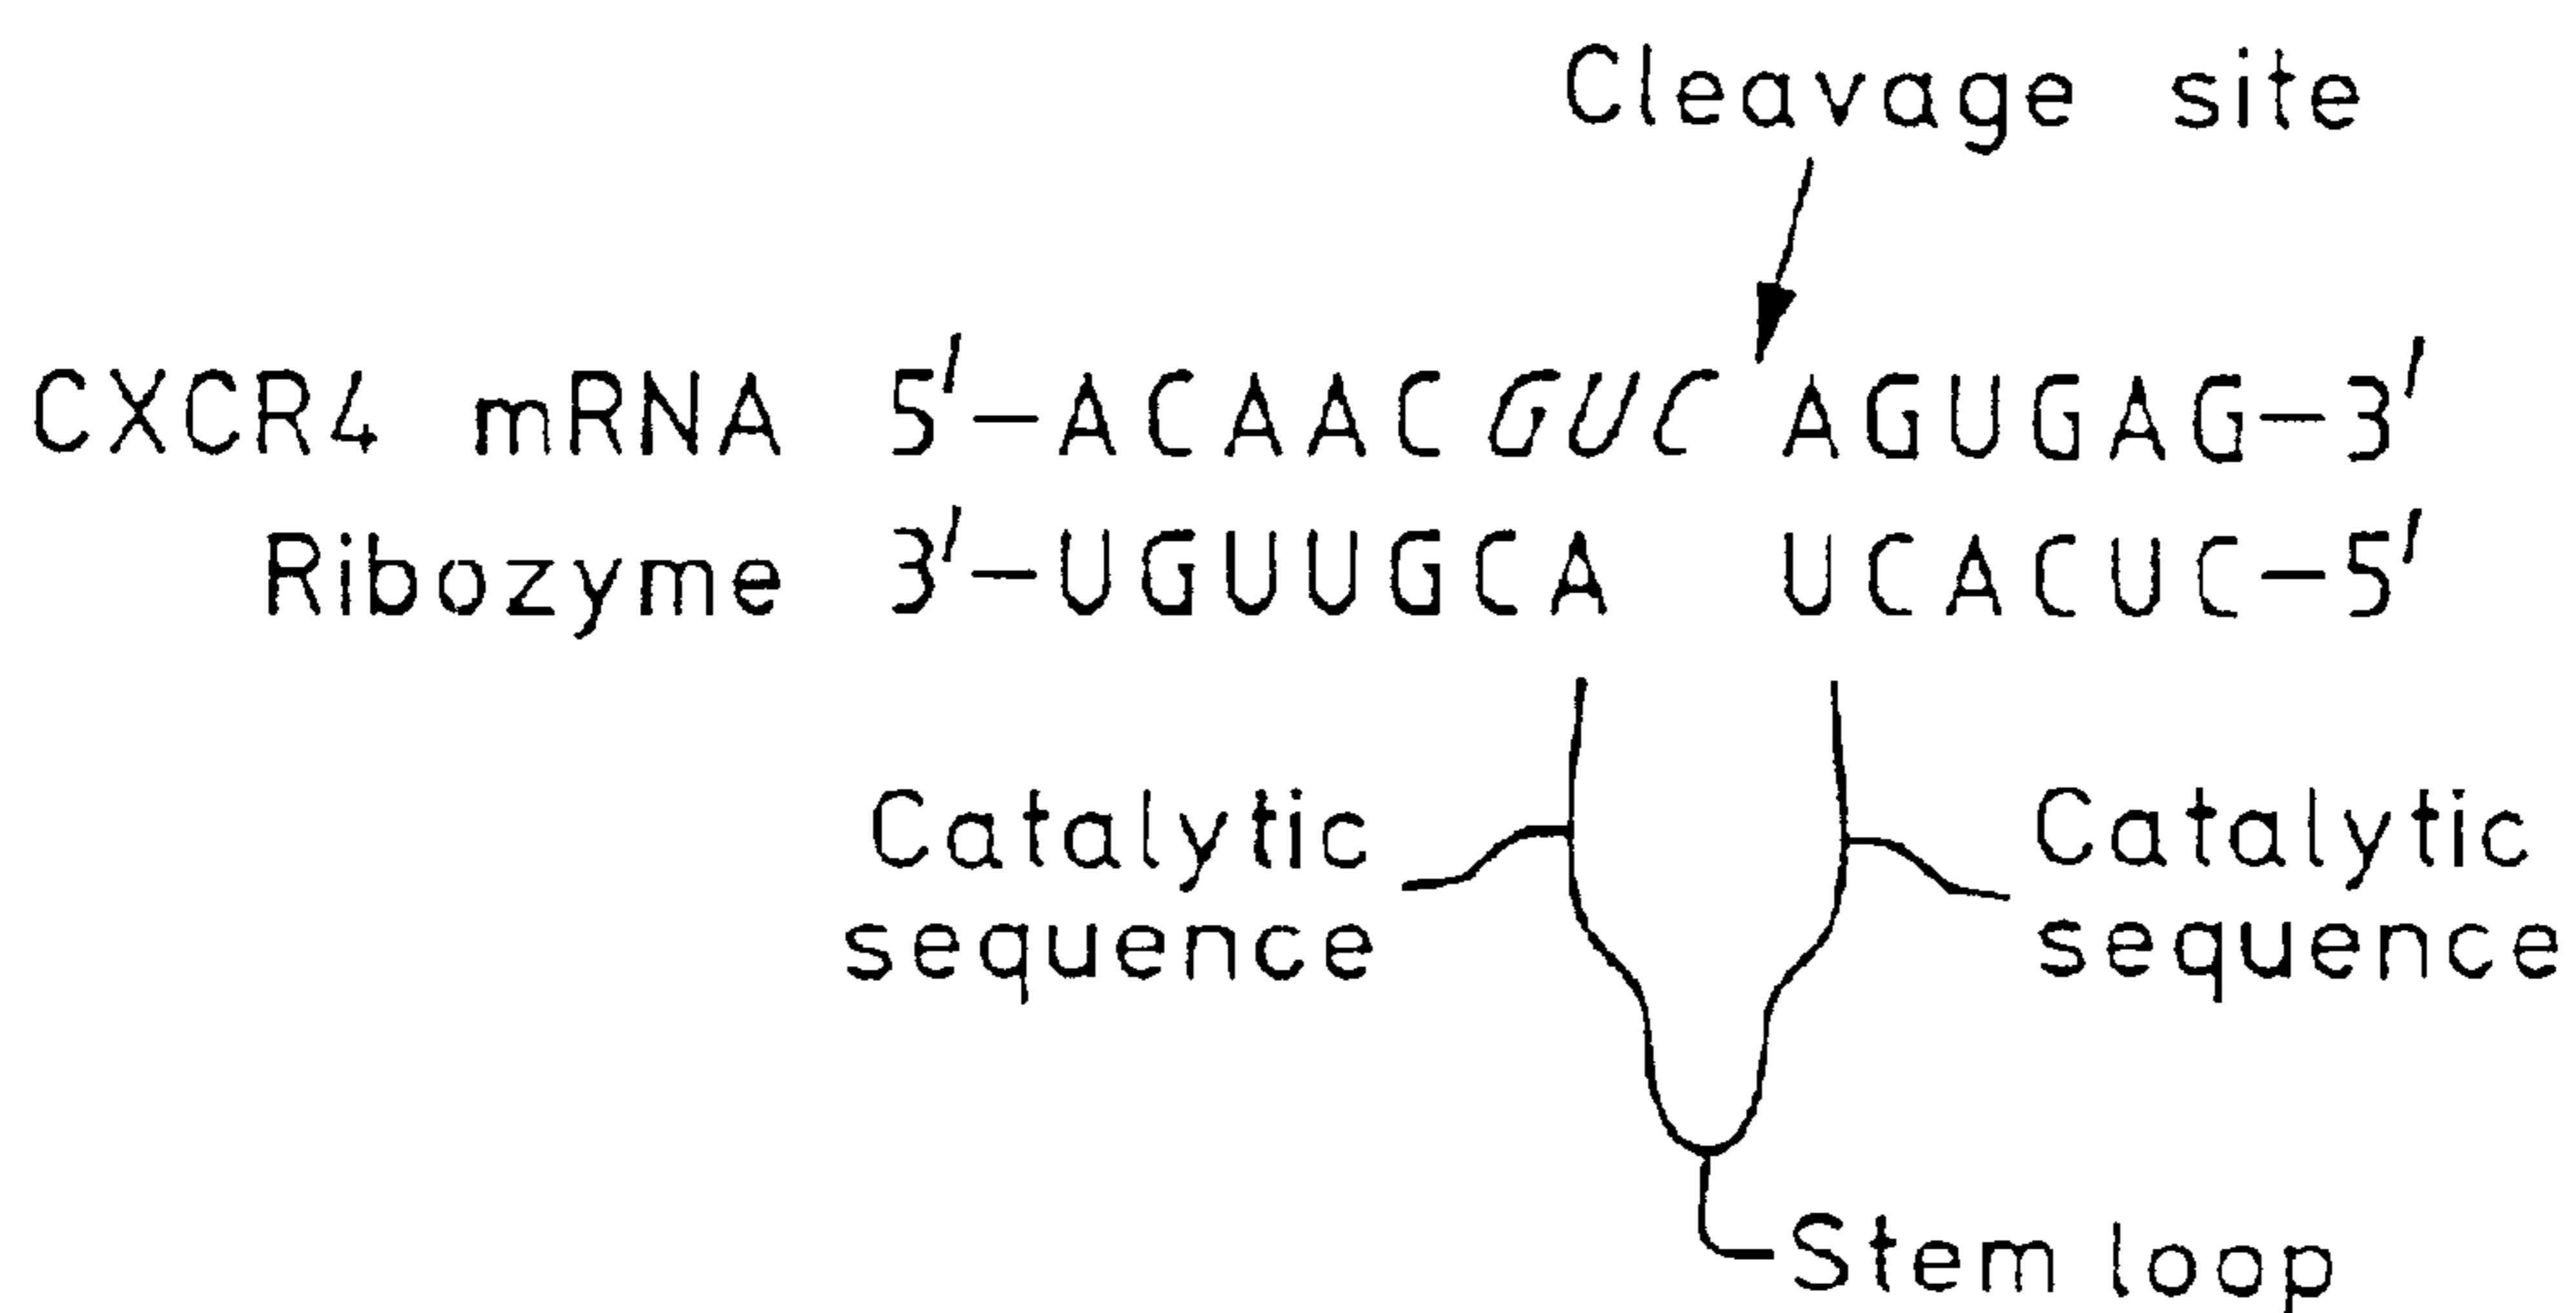 Cleavage site
CXCR4 mRNA 5'-ACAACGUC AGUGAG-3'
Ribozyme 3'-UGUUGCA UCACUC-5'
Catalytic sequence
Catalytic sequence
Stem loop